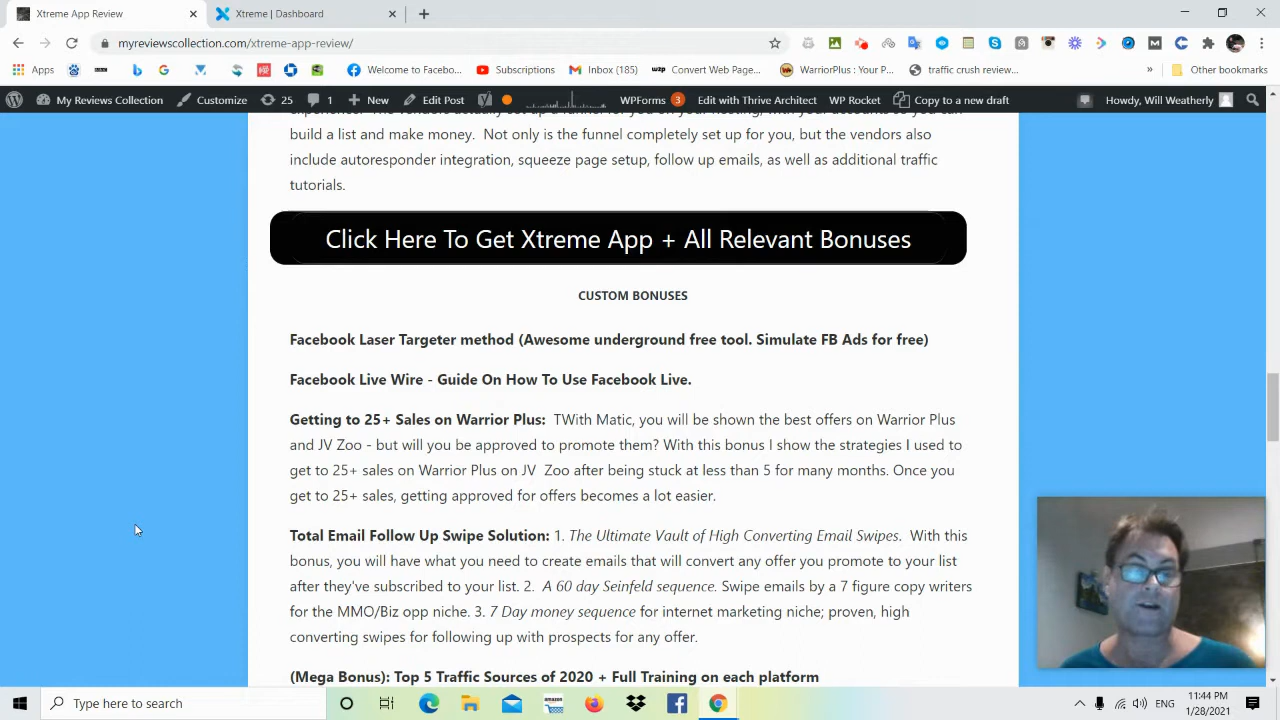 Xtreme App Review
Xtreme | Dashboard
myreviewscollection.com/xtreme-app-review/
Apps
Welcome to Facebo...
Subscriptions
Inbox (185)
Convert Web Page...
WarriorPlus : Your P...
traffic crush review...
Other bookmarks
My Reviews Collection
Customize
25
1
New
Edit Post
WPForms 3
Edit with Thrive Architect
WP Rocket
Copy to a new draft
Howdy, Will Weatherly
build a list and make money. Not only is the funnel completely set up for you, but the vendors also
include autoresponder integration, squeeze page setup, follow up emails, as well as additional traffic
tutorials.
Click Here To Get Xtreme App + All Relevant Bonuses
CUSTOM BONUSES
Facebook Laser Targeter method (Awesome underground free tool. Simulate FB Ads for free)
Facebook Live Wire - Guide On How To Use Facebook Live.
Getting to 25+ Sales on Warrior Plus: TWith Matic, you will be shown the best offers on Warrior Plus
and JV Zoo - but will you be approved to promote them? With this bonus I show the strategies I used to
get to 25+ sales on Warrior Plus on JV Zoo after being stuck at less than 5 for many months. Once you
get to 25+ sales, getting approved for offers becomes a lot easier.
Total Email Follow Up Swipe Solution: 1. The Ultimate Vault of High Converting Email Swipes. With this
bonus, you will have what you need to create emails that will convert any offer you promote to your list
after they've subscribed to your list. 2. A 60 day Seinfeld sequence. Swipe emails by a 7 figure copy writers
for the MMO/Biz opp niche. 3. 7 Day money sequence for internet marketing niche; proven, high
converting swipes for following up with prospects for any offer.
(Mega Bonus): Top 5 Traffic Sources of 2020 + Full Training on each platform
Type here to search
ENG
11:44 PM
1/28/2021